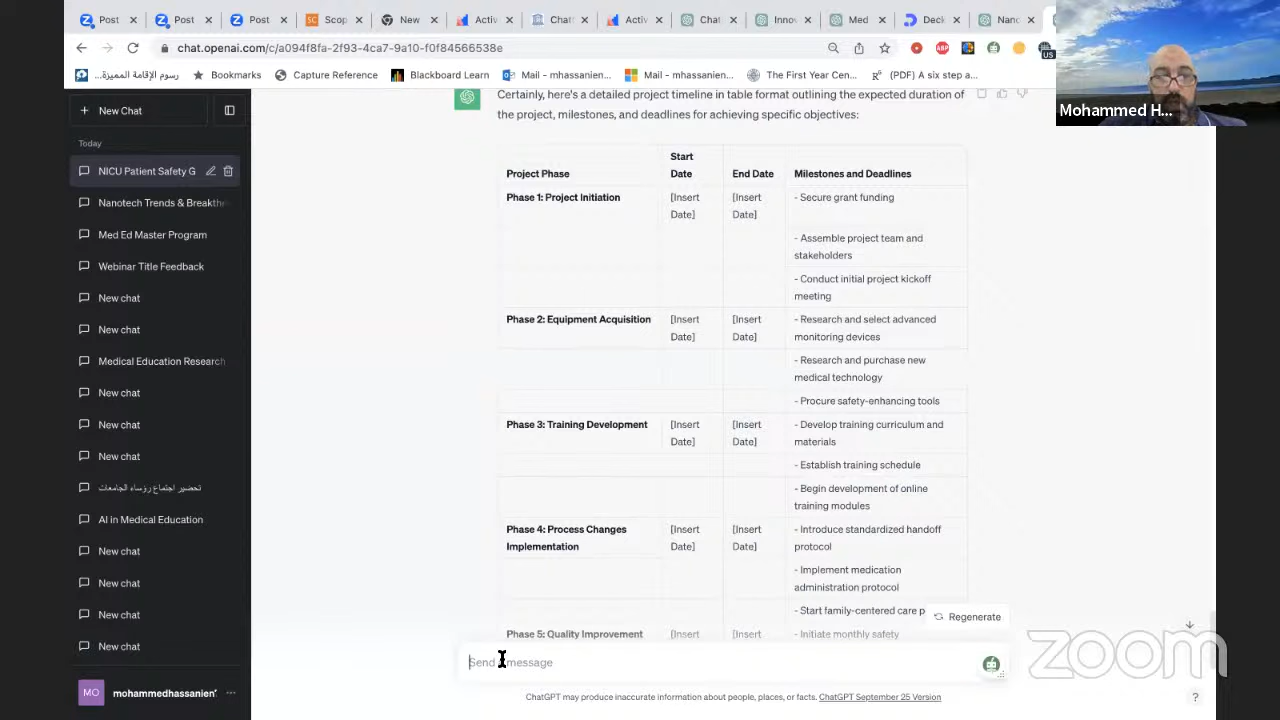 Post
Post
Post
Scop
New
Activ
Chat
Activ
Chat
Innov
Med
Deck
Nanc
chat.openai.com/c/a094f8fa-2f93-4ca7-9a10-f0f84566538e
ABP
US
رسوم الإقامة المميزة...
Bookmarks
Capture Reference
Blackboard Learn
Mail - mhassanien...
Mail - mhassanien...
The First Year Cen...
(PDF) A six step a...
Mohammed H...
New Chat
Today
NICU Patient Safety G
Nanotech Trends & Breakthr
Med Ed Master Program
Webinar Title Feedback
New chat
New chat
Medical Education Research
New chat
New chat
New chat
تحضير اجتماع رؤساء الجامعات
AI in Medical Education
New chat
New chat
New chat
New chat
MO mohammedhassanien
Certainly, here's a detailed project timeline in table format outlining the expected duration of
the project, milestones, and deadlines for achieving specific objectives:
Project Phase Start Date End Date Milestones and Deadlines
Phase 1: Project Initiation [Insert Date] [Insert Date] - Secure grant funding
- Assemble project team and
stakeholders
- Conduct initial project kickoff
meeting
Phase 2: Equipment Acquisition [Insert Date] [Insert Date] - Research and select advanced
monitoring devices
- Research and purchase new
medical technology
- Procure safety-enhancing tools
Phase 3: Training Development [Insert Date] [Insert Date] - Develop training curriculum and
materials
- Establish training schedule
- Begin development of online
training modules
Phase 4: Process Changes Implementation [Insert Date] [Insert Date] - Introduce standardized handoff
protocol
- Implement medication
administration protocol
- Start family-centered care p
Regenerate
Phase 5: Quality Improvement [Insert [Insert - Initiate monthly safety
Send message
ChatGPT may produce inaccurate information about people, places, or facts. ChatGPT September 25 Version
?
zoom